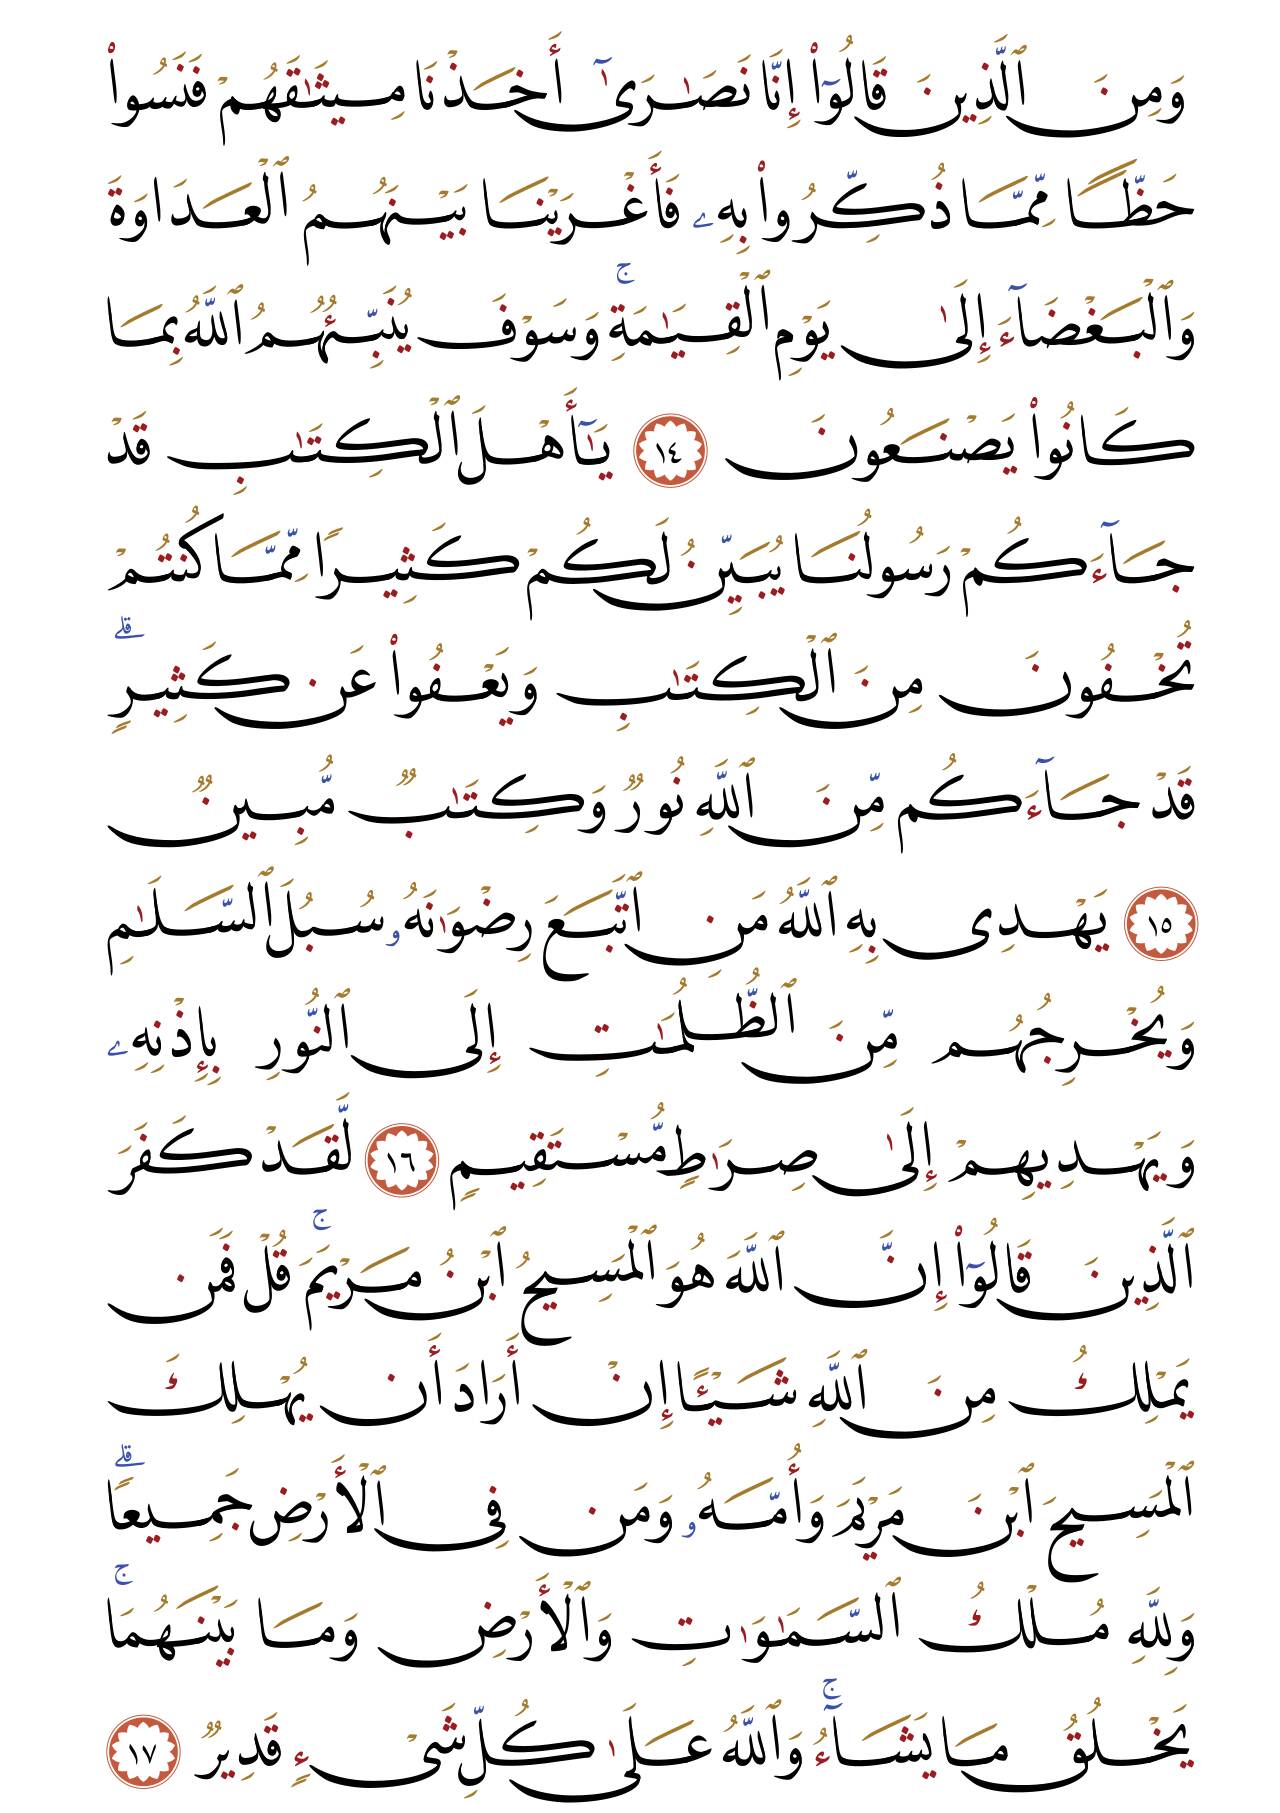 وَمِنَ ٱلَّذِينَ قَالُوٓا۟ إِنَّا نَصَـٰرَىٰٓ أَخَذْنَا مِيثَـٰقَهُمْ فَنَسُوا۟
حَظًّا مِّمَّا ذُكِّرُوا۟ بِهِۦ فَأَغْرَيْنَا بَيْنَهُمُ ٱلْعَدَاوَةَ
وَٱلْبَغْضَآءَ إِلَىٰ يَوْمِ ٱلْقِيَـٰمَةِ ۚ وَسَوْفَ يُنَبِّئُهُمُ ٱللَّهُ بِمَا
كَانُوا۟ يَصْنَعُونَ ١٤ يَـٰٓأَهْلَ ٱلْكِتَـٰبِ قَدْ
جَآءَكُمْ رَسُولُنَا يُبَيِّنُ لَكُمْ كَثِيرًا مِّمَّا كُنتُمْ
تُخْفُونَ مِنَ ٱلْكِتَـٰبِ وَيَعْفُوا۟ عَن كَثِيرٍ ۚۗ
قَدْ جَآءَكُم مِّنَ ٱللَّهِ نُورٌ وَكِتَـٰبٌ مُّبِينٌ
١٥ يَهْدِى بِهِ ٱللَّهُ مَنِ ٱتَّبَعَ رِضْوَٰنَهُۥ سُبُلَ ٱلسَّلَـٰمِ
وَيُخْرِجُهُم مِّنَ ٱلظُّلُمَـٰتِ إِلَى ٱلنُّورِ بِإِذْنِهِۦ
وَيَهْدِيهِمْ إِلَىٰ صِرَٰطٍ مُّسْتَقِيمٍ ١٦ لَّقَدْ كَفَرَ
ٱلَّذِينَ قَالُوٓا۟ إِنَّ ٱللَّهَ هُوَ ٱلْمَسِيحُ ٱبْنُ مَرْيَمَ ۚ قُلْ فَمَن
يَمْلِكُ مِنَ ٱللَّهِ شَيْـًٔا إِنْ أَرَادَ أَن يُهْلِكَ
ٱلْمَسِيحَ ٱبْنَ مَرْيَمَ وَأُمَّهُۥ وَمَن فِى ٱلْأَرْضِ جَمِيعًا ۗ
وَلِلَّهِ مُلْكُ ٱلسَّمَـٰوَٰتِ وَٱلْأَرْضِ وَمَا بَيْنَهُمَا ۚ
يَخْلُقُ مَا يَشَآءُ ۚ وَٱللَّهُ عَلَىٰ كُلِّ شَىْءٍ قَدِيرٌ ١٧